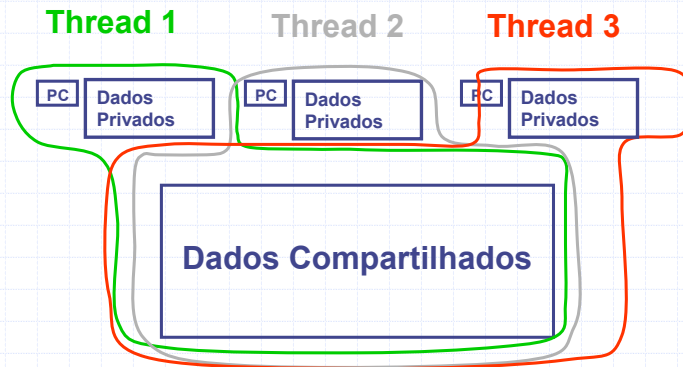 Thread 1 Thread 2 Thread 3
PC Dados Privados PC Dados Privados PC Dados Privados
Dados Compartilhados